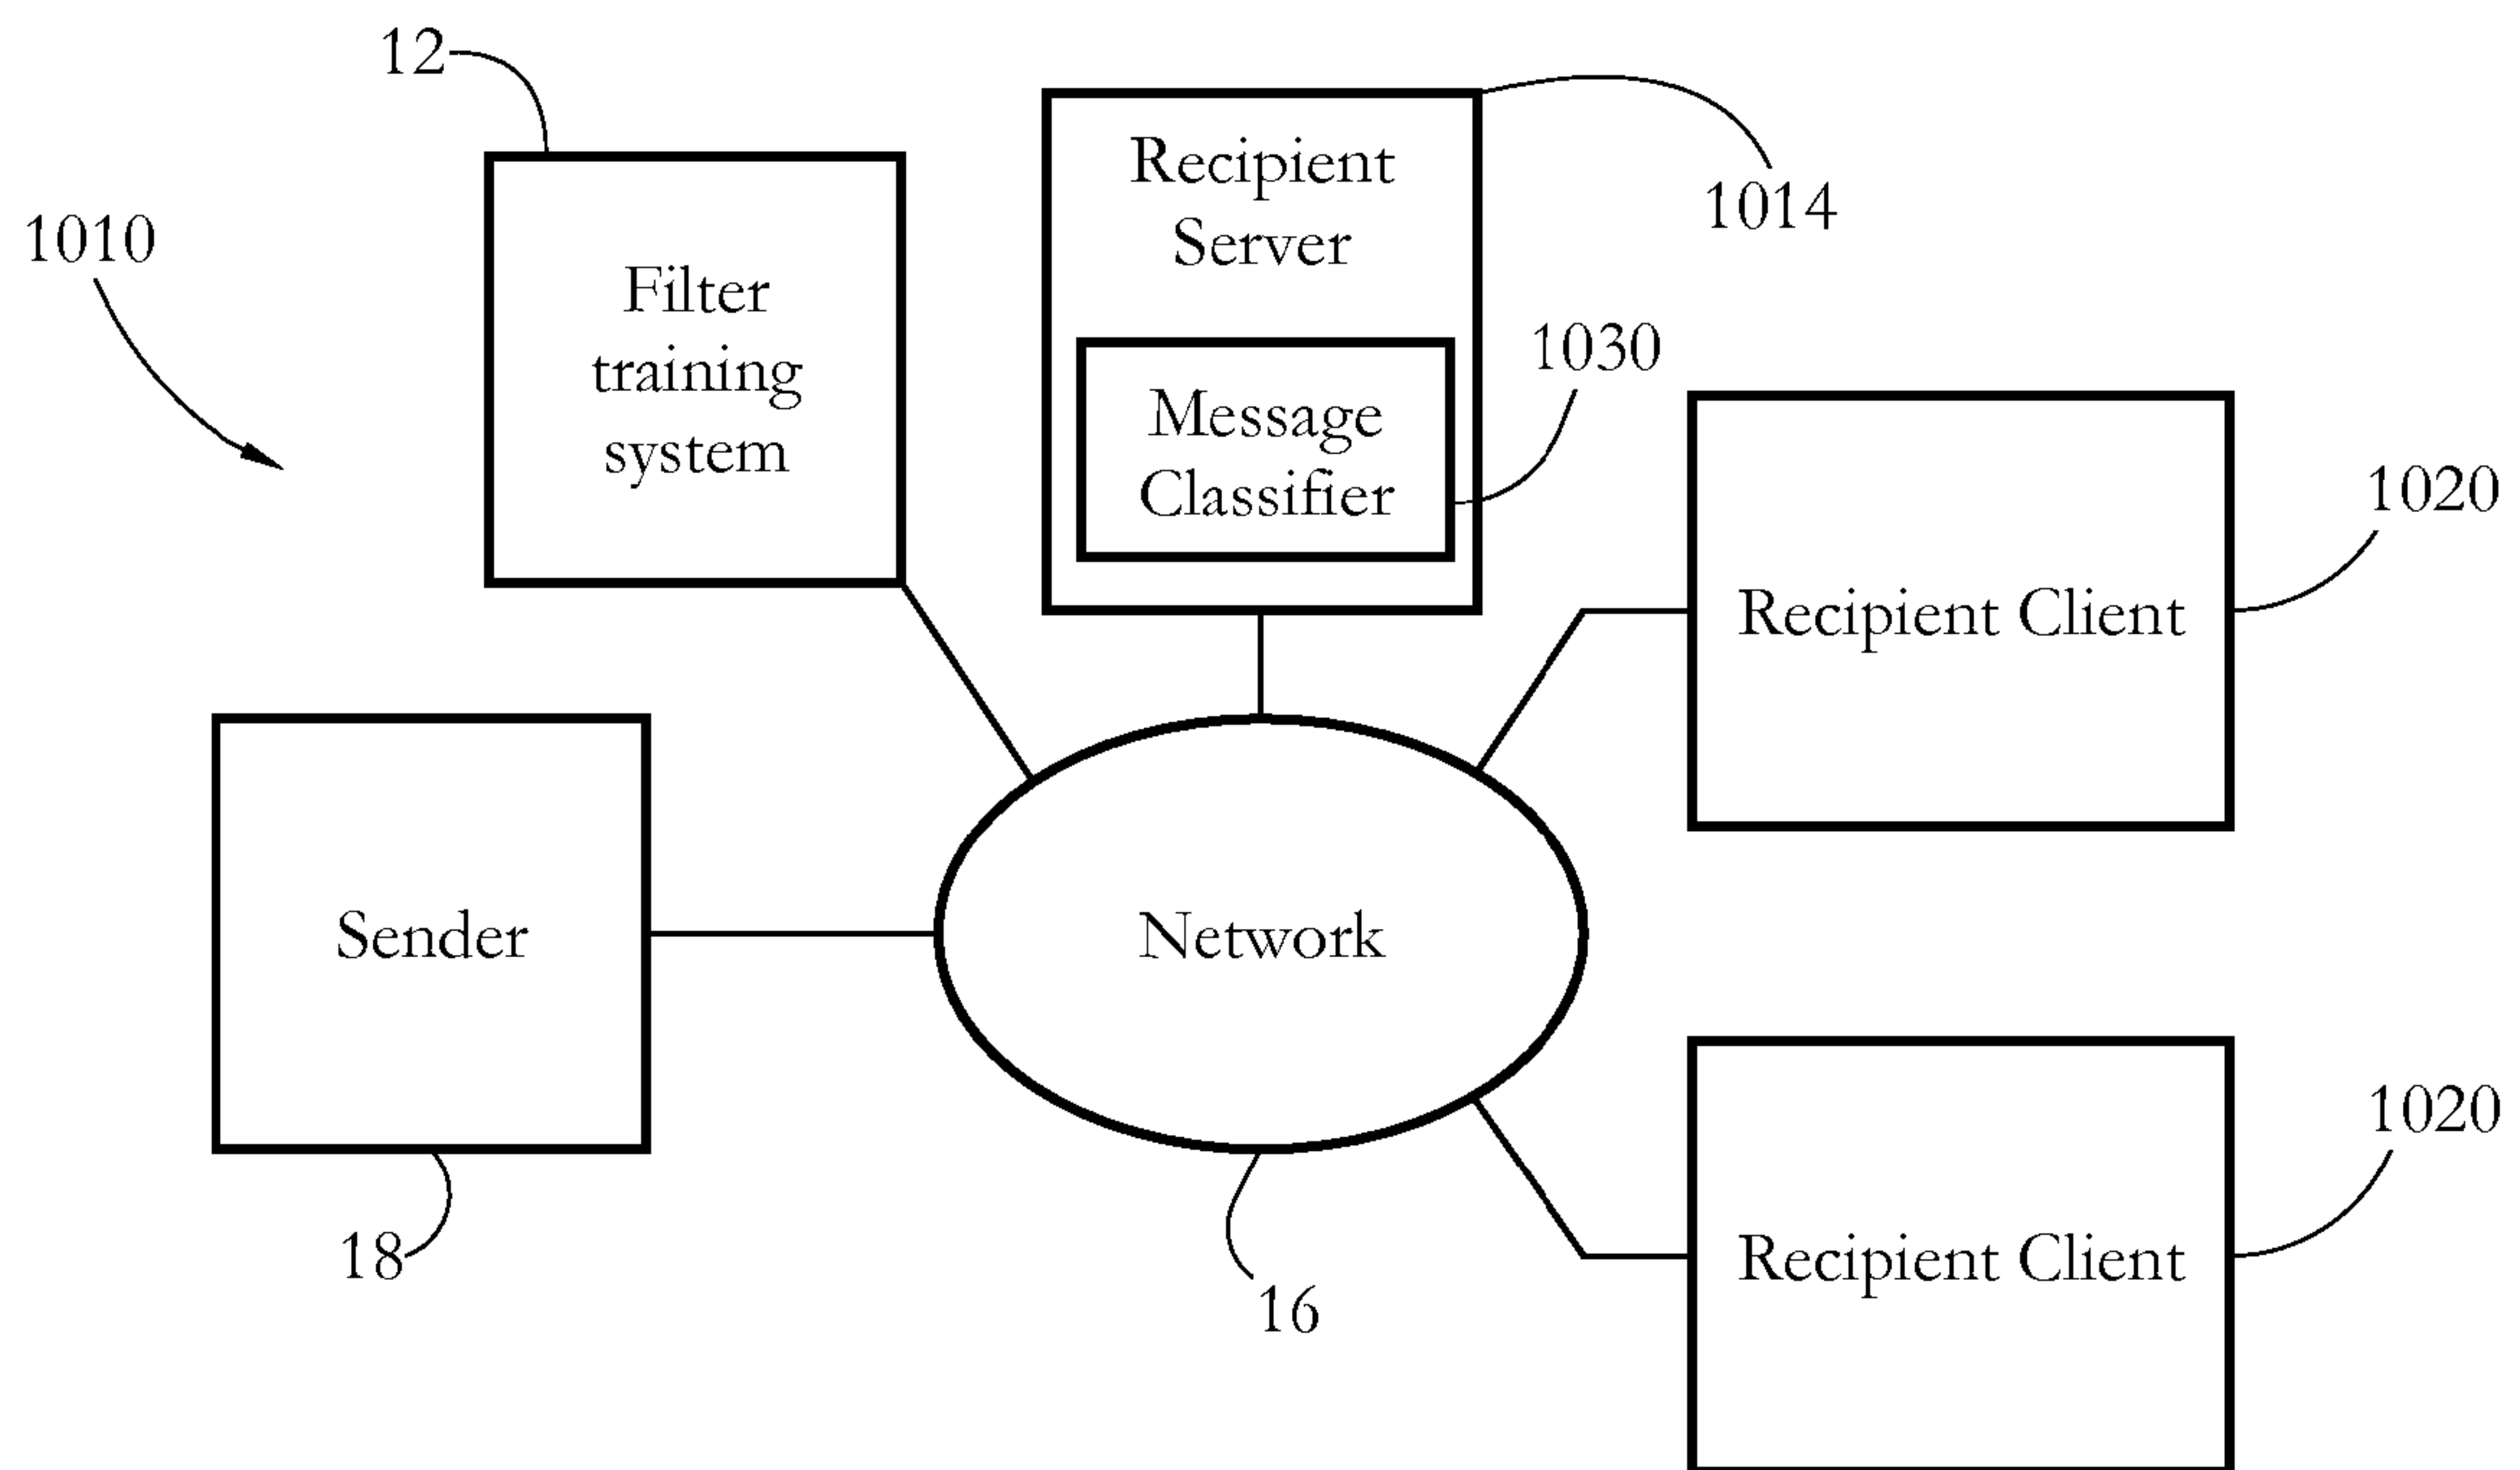 12
1010
Filter
training
system
Recipient
Server
1014
Message
Classifier
1030
1020
Recipient Client
Sender
18
Network
16
1020
Recipient Client